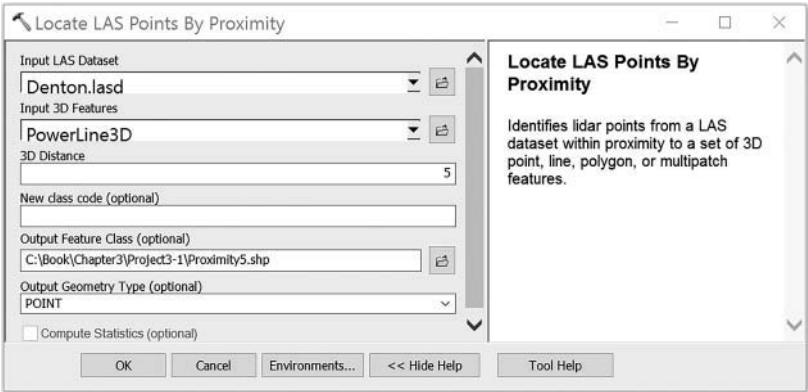 Locate LAS Points By Proximity
Input LAS Dataset
Denton.lasd
Input 3D Features
PowerLine3D
3D Distance
5
New class code (optional)
Output Feature Class (optional)
C:\Book\Chapter3\Project3-1\Proximity5.shp
Output Geometry Type (optional)
POINT
Compute Statistics (optional)
Locate LAS Points By
Proximity
Identifies lidar points from a LAS
dataset within proximity to a set of 3D
point, line, polygon, or multipatch
features.
OK
Cancel
Environments...
<< Hide Help
Tool Help